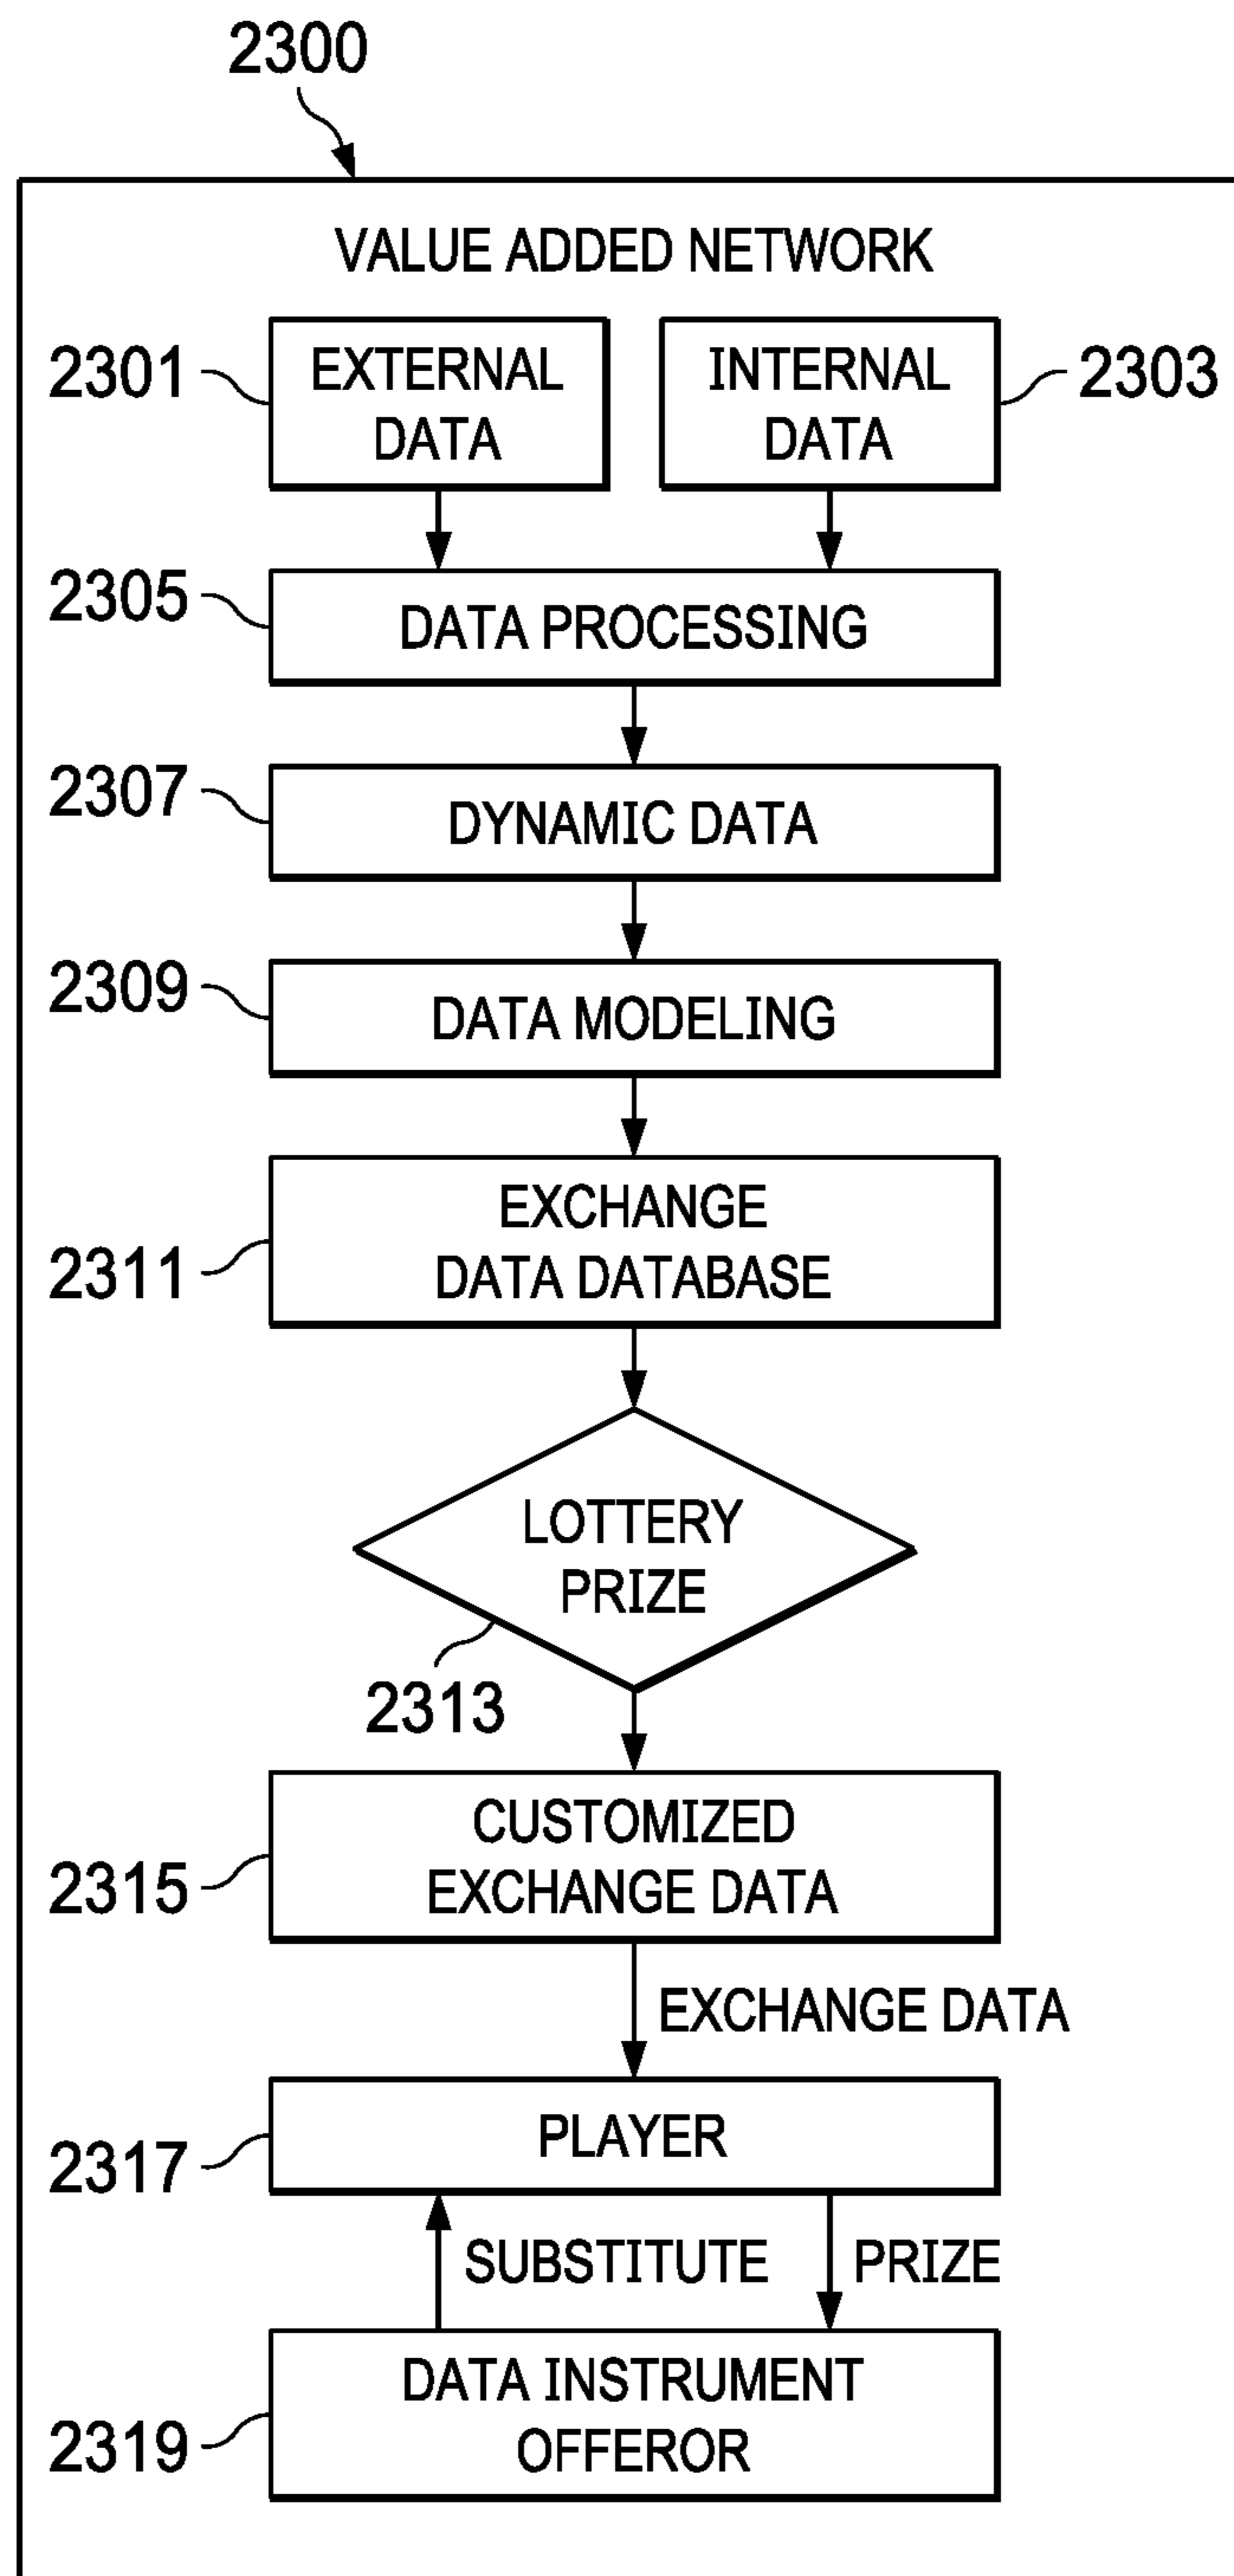 2300
VALUE ADDED NETWORK
2301
EXTERNAL
DATA
INTERNAL
DATA
2303
2305
DATA PROCESSING
2307
DYNAMIC DATA
2309
DATA MODELING
2311
EXCHANGE
DATA DATABASE
LOTTERY
PRIZE
2313
2315
CUSTOMIZED
EXCHANGE DATA
EXCHANGE DATA
2317
PLAYER
SUBSTITUTE
PRIZE
2319
DATA INSTRUMENT
OFFEROR